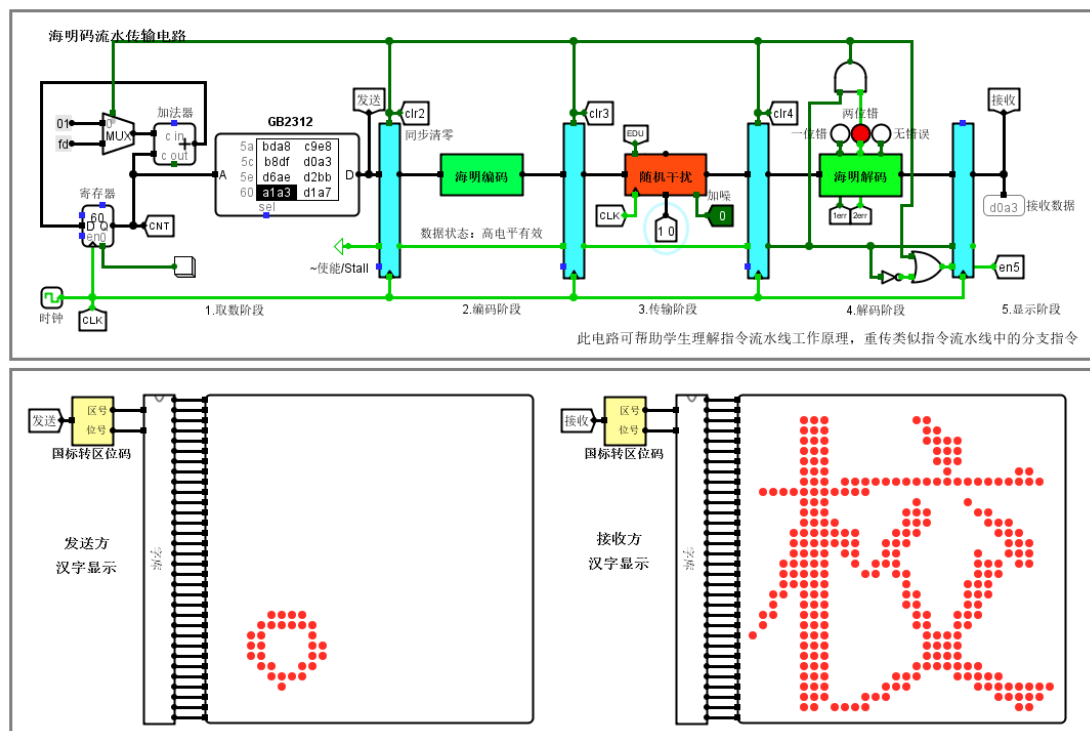 海明码流水传输电路
发送
clr2
clr3
clr4
两位错
接收
加法器
01
0
GB2312
同步清零
EDU
一位错
无错误
MUX
c in
+
fd
c out
5a bda8 c9e8
5c b8df d0a3
5e d6ae d2bb
60 a1a3 d1a7
A
D
sel
海明编码
随机干扰
海明解码
寄存器
60
D Q
en0
CNT
CLK
加噪
0
1 0
1err
2err
d0a3
接收数据
数据状态：高电平有效
~使能/Stall
en5
时钟
CLK
1.取数阶段
2.编码阶段
3.传输阶段
4.解码阶段
5.显示阶段
此电路可帮助学生理解指令流水线工作原理，重传类似指令流水线中的分支指令
发送
区号
位号
国标转区位码
字库
发送方
汉字显示
。
接收
区号
位号
国标转区位码
字库
接收方
汉字显示
校